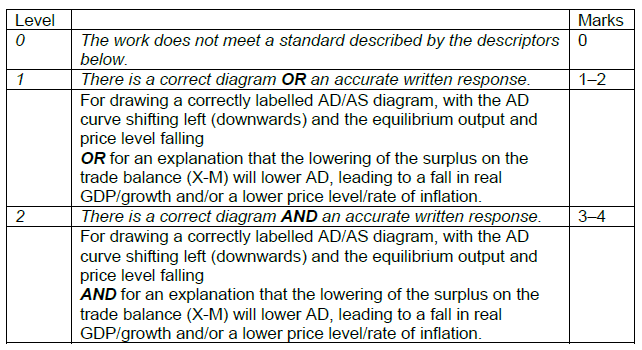 Level Marks
0 The work does not meet a standard described by the descriptors 0
below.
1 There is a correct diagram OR an accurate written response. 1–2
For drawing a correctly labelled AD/AS diagram, with the AD
curve shifting left (downwards) and the equilibrium output and
price level falling
OR for an explanation that the lowering of the surplus on the
trade balance (X-M) will lower AD, leading to a fall in real
GDP/growth and/or a lower price level/rate of inflation.
2 There is a correct diagram AND an accurate written response. 3–4
For drawing a correctly labelled AD/AS diagram, with the AD
curve shifting left (downwards) and the equilibrium output and
price level falling
AND for an explanation that the lowering of the surplus on the
trade balance (X-M) will lower AD, leading to a fall in real
GDP/growth and/or a lower price level/rate of inflation.